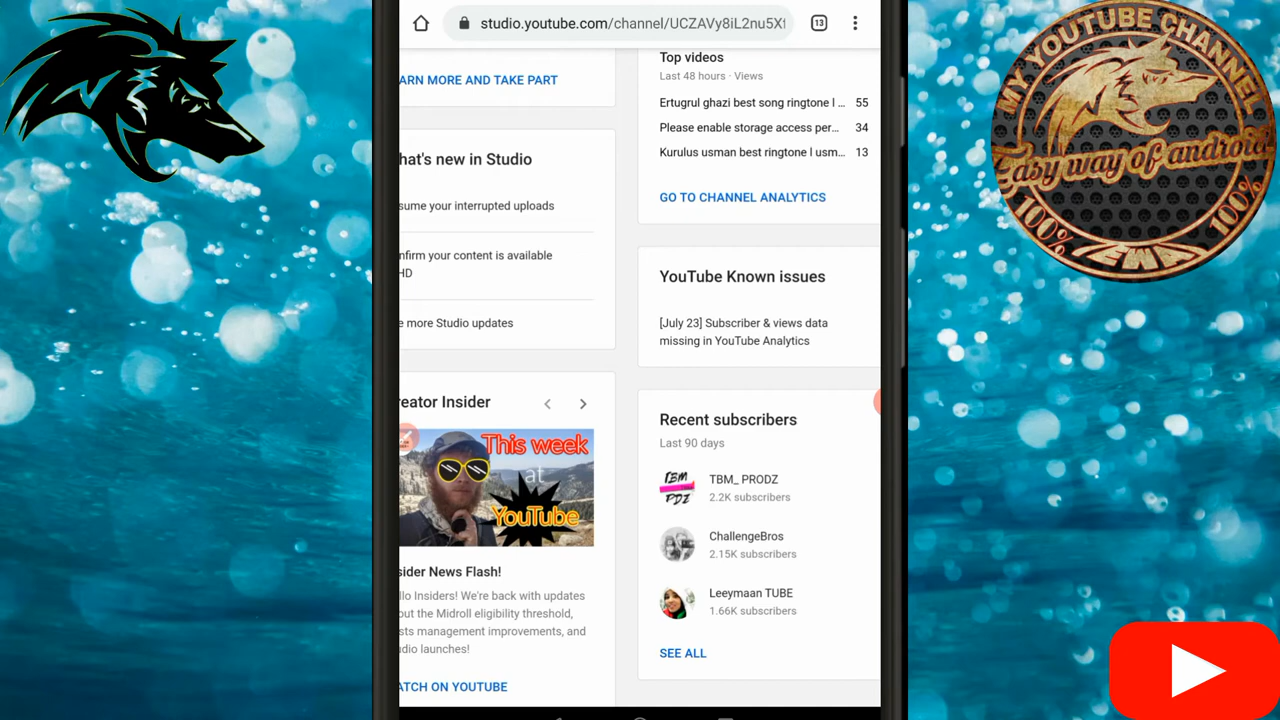 studio.youtube.com/channel/UCZAVy8iL2nu5X
13
ARN MORE AND TAKE PART
hat's new in Studio
sume your interrupted uploads
nfirm your content is available
HD
e more Studio updates
eator Insider
This week
at
YouTube
sider News Flash!
llo Insiders! We're back with updates
out the Midroll eligibility threshold,
sts management improvements, and
udio launches!
ATCH ON YOUTUBE
Top videos
Last 48 hours · Views
Ertugrul ghazi best song ringtone l ... 55
Please enable storage access per... 34
Kurulus usman best ringtone l usm... 13
GO TO CHANNEL ANALYTICS
YouTube Known issues
[July 23] Subscriber & views data
missing in YouTube Analytics
Recent subscribers
Last 90 days
TBM_ PRODZ
2.2K subscribers
ChallengeBros
2.15K subscribers
Leeymaan TUBE
1.66K subscribers
SEE ALL
MY YOUTUBE CHANNEL
Easy way of android
100%
EWA
100%